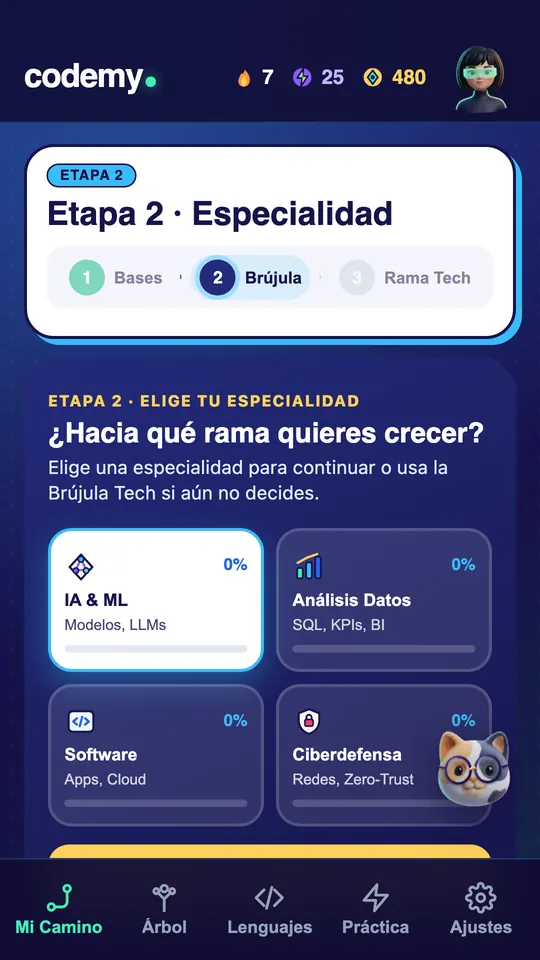 codemy.
7
25
480
ETAPA 2
Etapa 2 · Especialidad
1 Bases
2 Brújula
3 Rama Tech
ETAPA 2 · ELIGE TU ESPECIALIDAD
¿Hacia qué rama quieres crecer?
Elige una especialidad para continuar o usa la
Brújula Tech si aún no decides.
0%
IA & ML
Modelos, LLMs
0%
Análisis Datos
SQL, KPIs, BI
0%
Software
Apps, Cloud
0%
Ciberdefensa
Redes, Zero-Trust
Mi Camino
Árbol
Lenguajes
Práctica
Ajustes